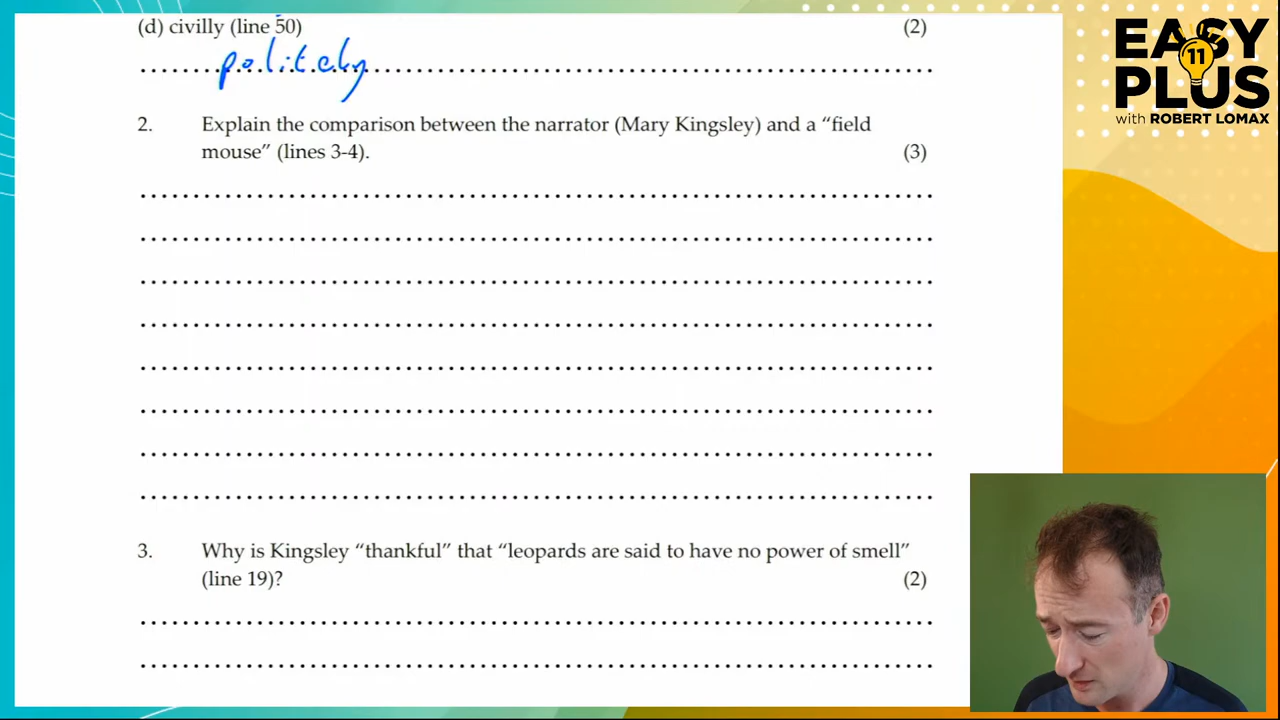 (d) civilly (line 50) (2)
politely
2. Explain the comparison between the narrator (Mary Kingsley) and a “field
mouse” (lines 3-4). (3)
3. Why is Kingsley “thankful” that “leopards are said to have no power of smell”
(line 19)? (2)
EASY
11
PLUS
with ROBERT LOMAX